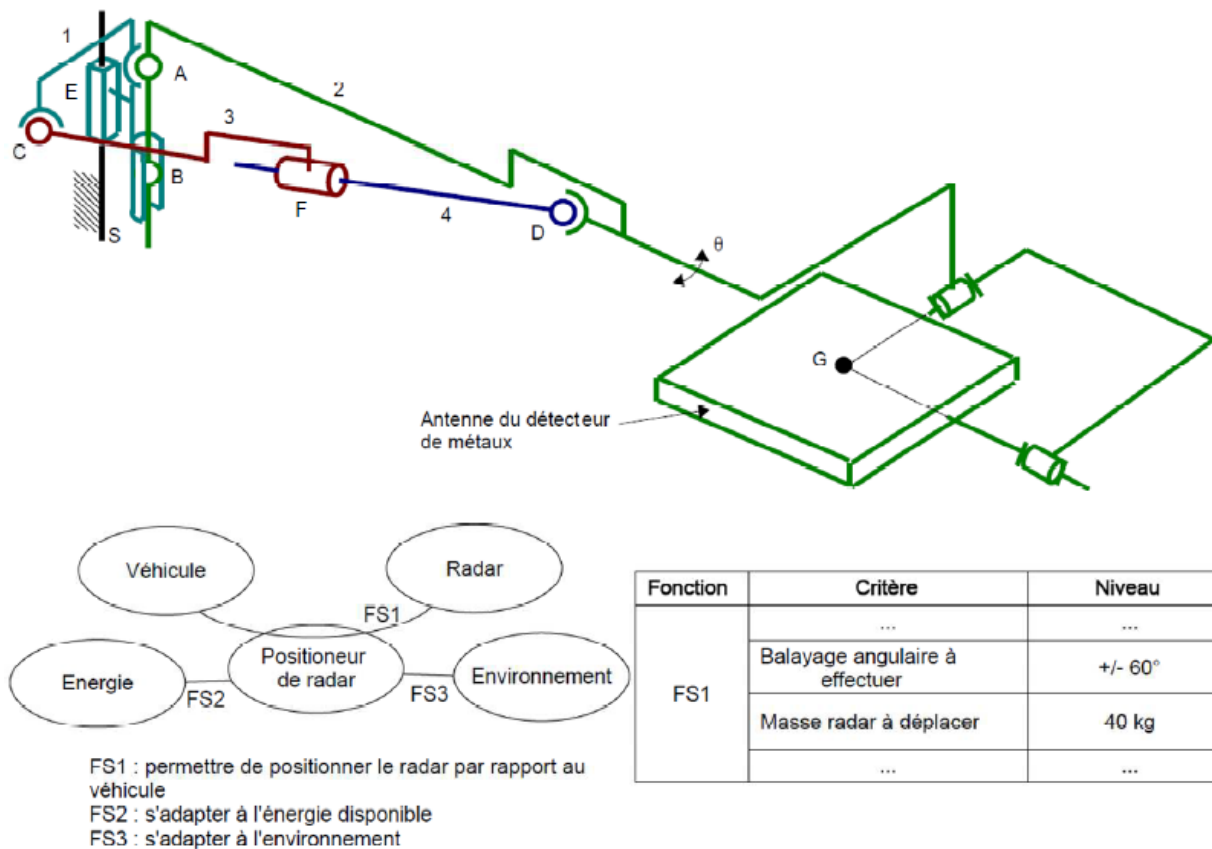 1
E
A
2
3
C
B
F
4
S
D
θ
G
Antenne du détecteur
de métaux
Véhicule
Radar
FS1
Positioneur
de radar
Energie
FS2
FS3
Environnement
FS1 : permettre de positionner le radar par rapport au
véhicule
FS2 : s'adapter à l'énergie disponible
FS3 : s'adapter à l'environnement
Fonction Critère Niveau
... ...
FS1
Balayage angulaire à
effectuer
+/- 60°
Masse radar à déplacer 40 kg
... ...